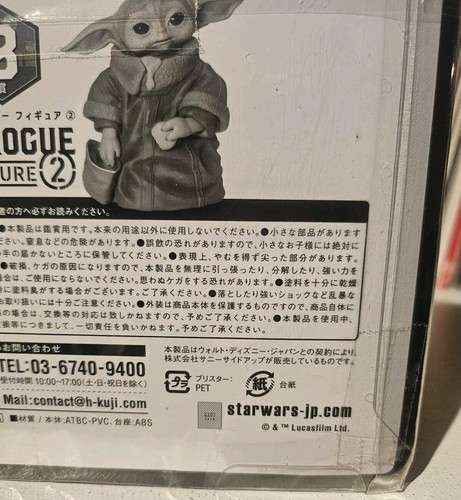 3
賞
ー フィギュア ②
ROGUE
URE ②
者の方へ必ずお読みください。
●本製品は鑑賞用です。本来の用途以外に使用しないでください。●小さな部品があります
窒息などの危険があります。●誤飲の恐れがありますので、小さなお子様には絶対に
手の届かないところに保管してください。●表現上、やむを得ず尖った部分があります。
●破損、ケガの原因になりますので、本製品を無理に引っ張ったり、分解したり、強い力を
場合は、ご使用にならないでください。思わぬケガをする恐れがあります。●塗料を十分に乾燥
に塗料臭がする場合がございます。ご了承ください。●落としたり強いショックなど乱暴な
お取り扱いには十分ご注意ください。●外装は商品本体を保護するものですので、商品自体に
の場合は、交換等の対応は致しかねますので、予めご了承ください。●本製品を使用中、
損等につきまして、一切責任を負いかねます。予めご了承ください。
お問い合わせ
TEL:03-6740-9400
受付時間 10:00~17:00(土・日・祝日を除く)
Mail:contact@h-kuji.com
■材質 / 本体:ATBC-PVC. 台座:ABS
本製品はウォルト・ディズニー・ジャパンとの契約により、
株式会社サニーサイドアップが販売しているものです。
プラ ブリスター:
PET
紙 台紙
starwars-jp.com
© & ™ Lucasfilm Ltd.